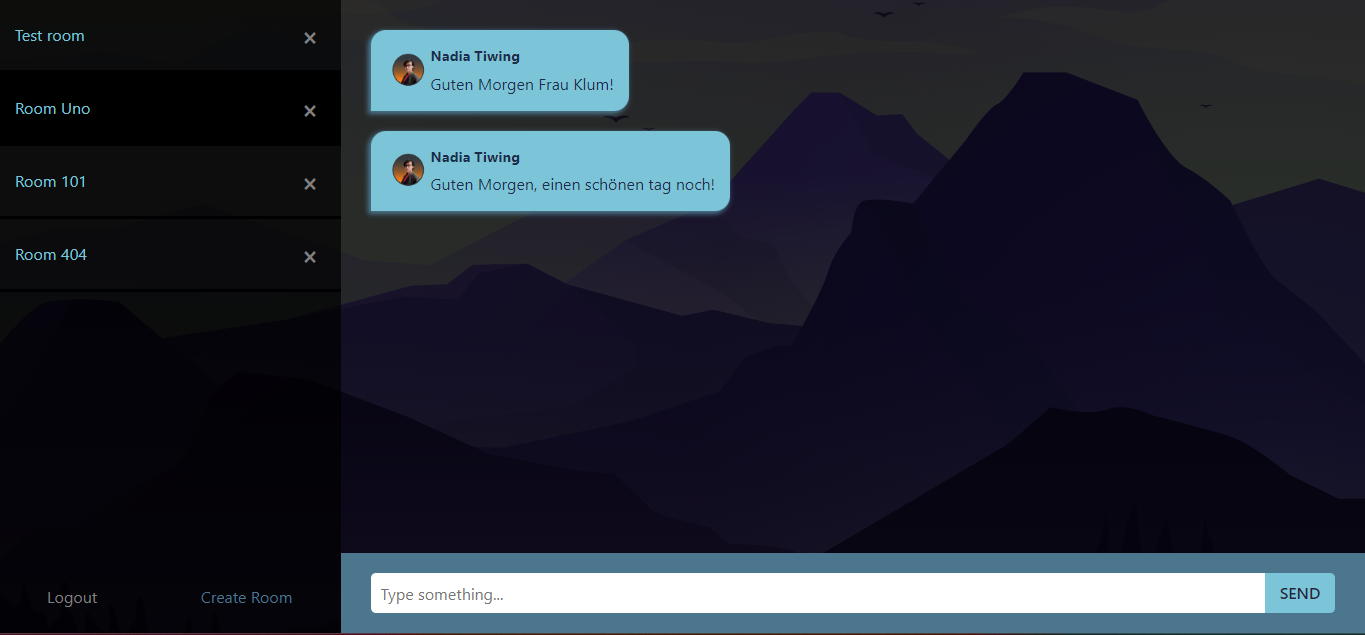 Test room
×
Room Uno
×
Room 101
×
Room 404
×
Logout
Create Room
Nadia Tiwing
Guten Morgen Frau Klum!
Nadia Tiwing
Guten Morgen, einen schönen tag noch!
Type something...
SEND